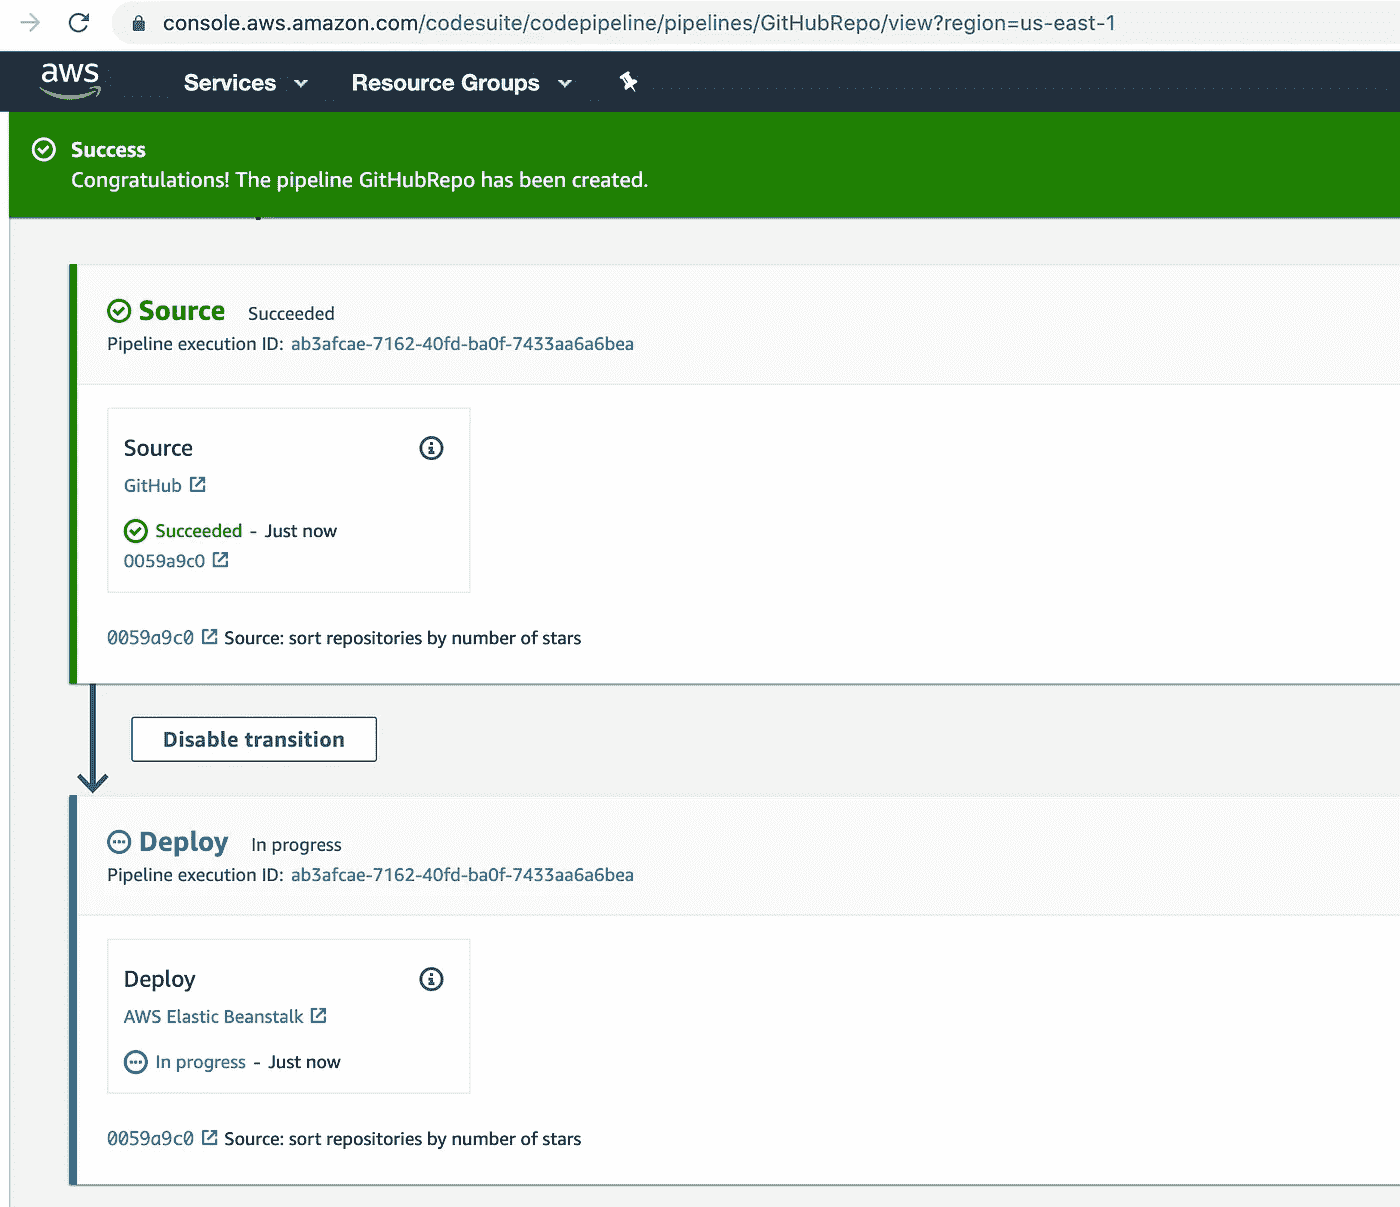 console.aws.amazon.com/codesuite/codepipeline/pipelines/GitHubRepo/view?region=us-east-1
aws Services Resource Groups
Success
Congratulations! The pipeline GitHubRepo has been created.
Source Succeeded
Pipeline execution ID: ab3afcae-7162-40fd-ba0f-7433aa6a6bea
Source
GitHub
Succeeded - Just now
0059a9c0
0059a9c0 Source: sort repositories by number of stars
Disable transition
Deploy In progress
Pipeline execution ID: ab3afcae-7162-40fd-ba0f-7433aa6a6bea
Deploy
AWS Elastic Beanstalk
In progress - Just now
0059a9c0 Source: sort repositories by number of stars